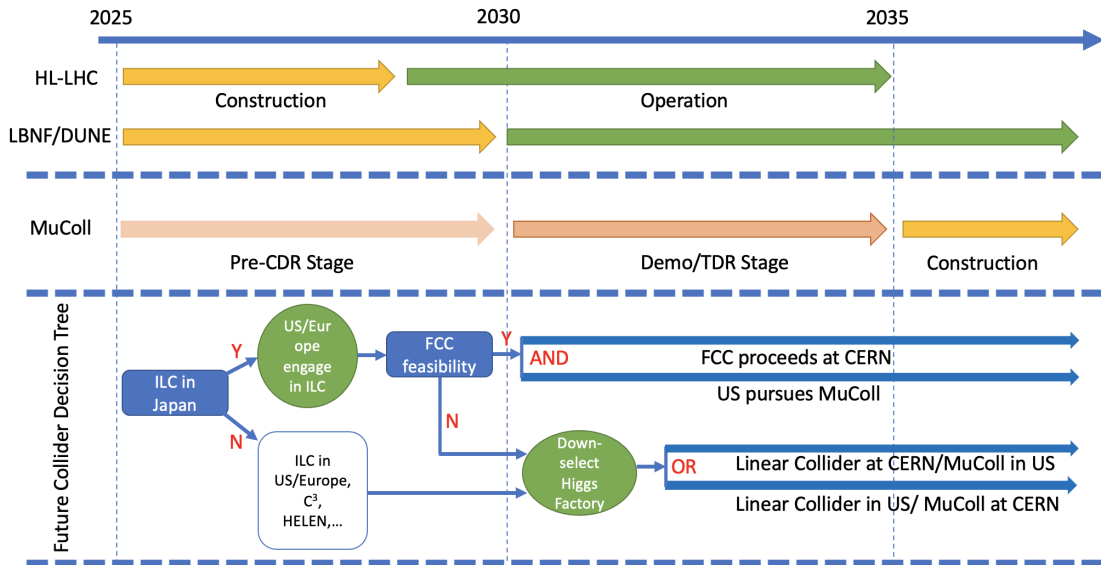 2025
2030
2035
HL-LHC
Construction
Operation
LBNF/DUNE
MuColl
Pre-CDR Stage
Demo/TDR Stage
Construction
Future Collider Decision Tree
ILC in
Japan
Y
N
US/Eur
ope
engage
in ILC
ILC in
US/Europe,
C³,
HELEN,...
FCC
feasibility
Y
N
AND
FCC proceeds at CERN
US pursues MuColl
Down-
select
Higgs
Factory
OR
Linear Collider at CERN/MuColl in US
Linear Collider in US/ MuColl at CERN